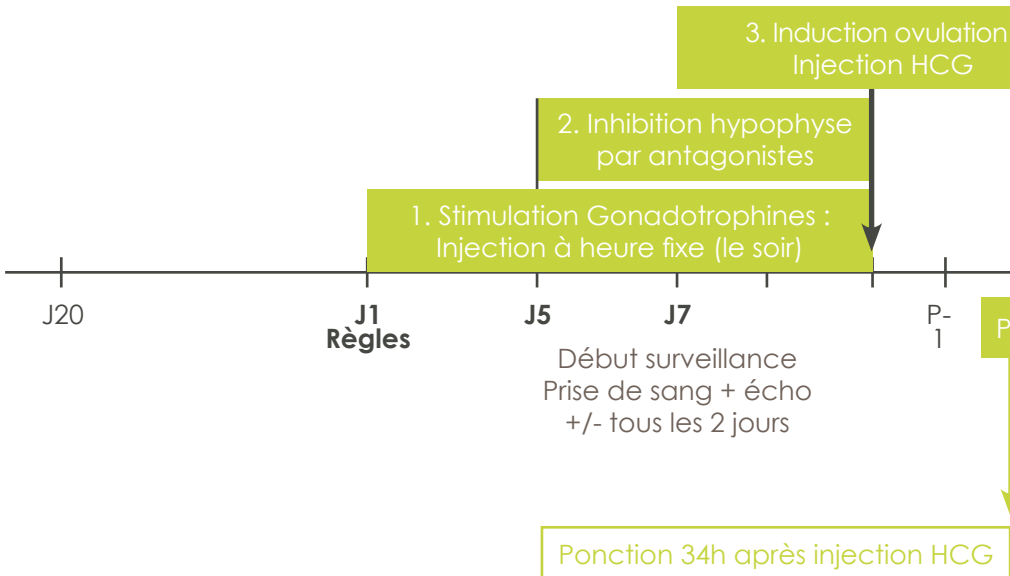 3. Induction ovulation
Injection HCG
2. Inhibition hypophyse
par antagonistes
1. Stimulation Gonadotrophines :
Injection à heure fixe (le soir)
J20
J1
Règles
J5
J7
P-
1
P
Début surveillance
Prise de sang + écho
+/- tous les 2 jours
Ponction 34h après injection HCG